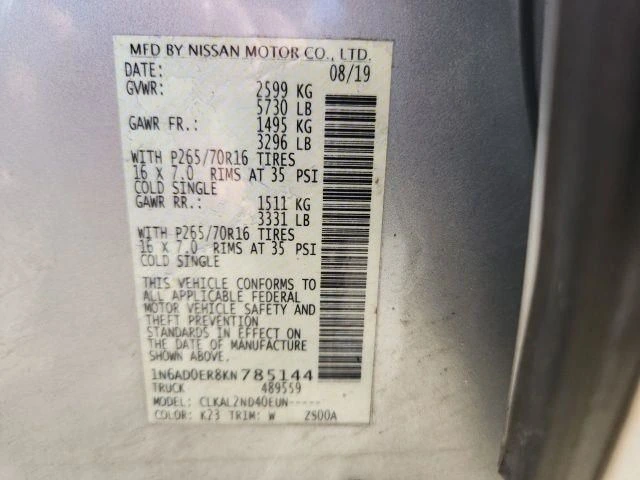 MFD BY NISSAN MOTOR CO., LTD.
DATE: 08/19
GVWR: 2599 KG
5730 LB
GAWR FR.: 1495 KG
3296 LB
WITH P265/70R16 TIRES
16 X 7.0 RIMS AT 35 PSI
COLD SINGLE
GAWR RR.: 1511 KG
3331 LB
WITH P265/70R16 TIRES
16 X 7.0 RIMS AT 35 PSI
COLD SINGLE
THIS VEHICLE CONFORMS TO
ALL APPLICABLE FEDERAL
MOTOR VEHICLE SAFETY AND
THEFT PREVENTION
STANDARDS IN EFFECT ON
THE DATE OF MANUFACTURE
SHOWN ABOVE.
1N6AD0ER8KN785144
TRUCK 489559
MODEL: CLKAL2ND40EUN-----
COLOR: K23 TRIM: W 2S00A